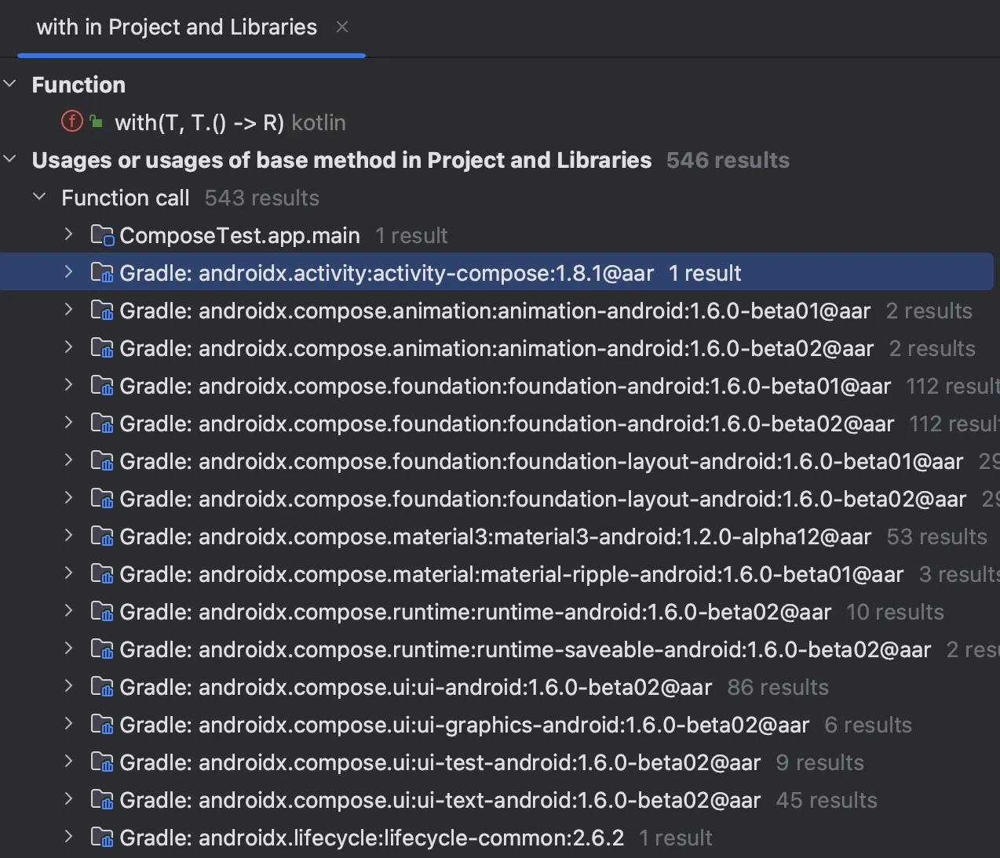 with in Project and Libraries
Function
with(T, T.() -> R) kotlin
Usages or usages of base method in Project and Libraries 546 results
Function call 543 results
ComposeTest.app.main 1 result
Gradle: androidx.activity:activity-compose:1.8.1@aar 1 result
Gradle: androidx.compose.animation:animation-android:1.6.0-beta01@aar 2 results
Gradle: androidx.compose.animation:animation-android:1.6.0-beta02@aar 2 results
Gradle: androidx.compose.foundation:foundation-android:1.6.0-beta01@aar 112 result
Gradle: androidx.compose.foundation:foundation-android:1.6.0-beta02@aar 112 resul
Gradle: androidx.compose.foundation:foundation-layout-android:1.6.0-beta01@aar 29
Gradle: androidx.compose.foundation:foundation-layout-android:1.6.0-beta02@aar 29
Gradle: androidx.compose.material3:material3-android:1.2.0-alpha12@aar 53 results
Gradle: androidx.compose.material:material-ripple-android:1.6.0-beta01@aar 3 results
Gradle: androidx.compose.runtime:runtime-android:1.6.0-beta02@aar 10 results
Gradle: androidx.compose.runtime:runtime-saveable-android:1.6.0-beta02@aar 2 res
Gradle: androidx.compose.ui:ui-android:1.6.0-beta02@aar 86 results
Gradle: androidx.compose.ui:ui-graphics-android:1.6.0-beta02@aar 6 results
Gradle: androidx.compose.ui:ui-test-android:1.6.0-beta02@aar 9 results
Gradle: androidx.compose.ui:ui-text-android:1.6.0-beta02@aar 45 results
Gradle: androidx.lifecycle:lifecycle-common:2.6.2 1 result